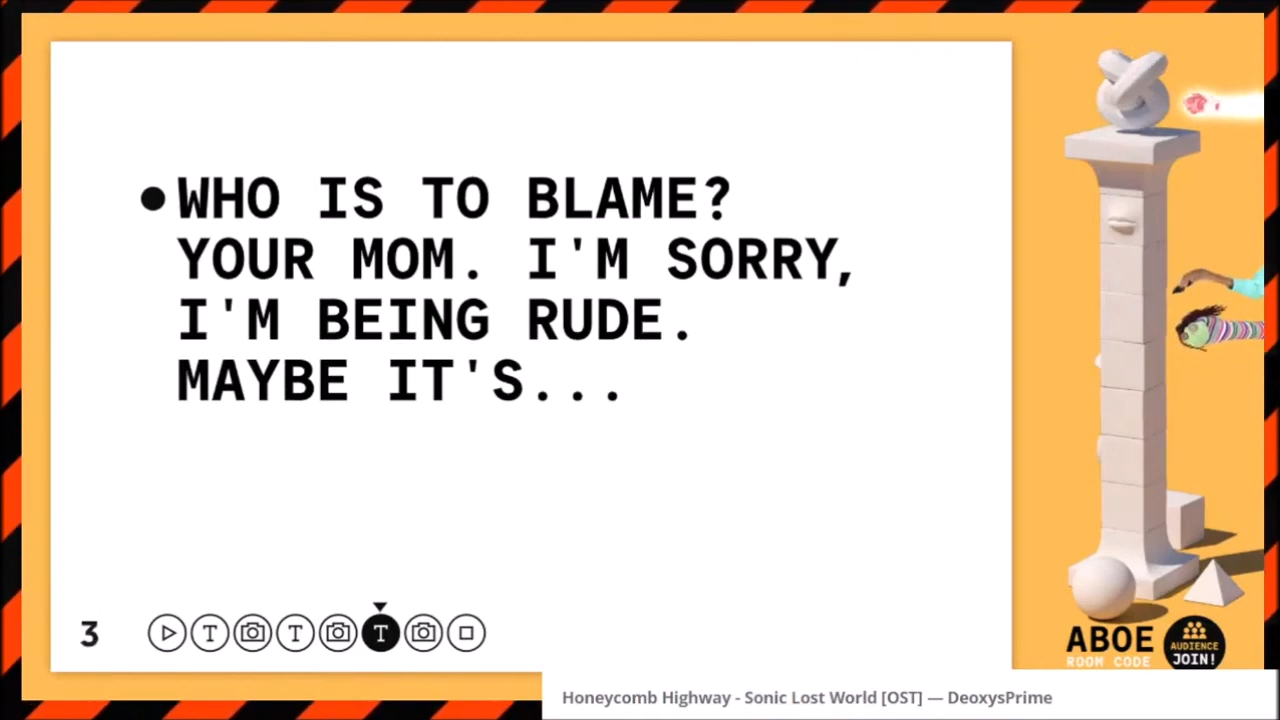 ● WHO IS TO BLAME?
YOUR MOM. I'M SORRY,
I'M BEING RUDE.
MAYBE IT'S...
3
T
T
T
ABOE
ROOM CODE
AUDIENCE
JOIN!
Honeycomb Highway - Sonic Lost World [OST] — DeoxysPrime